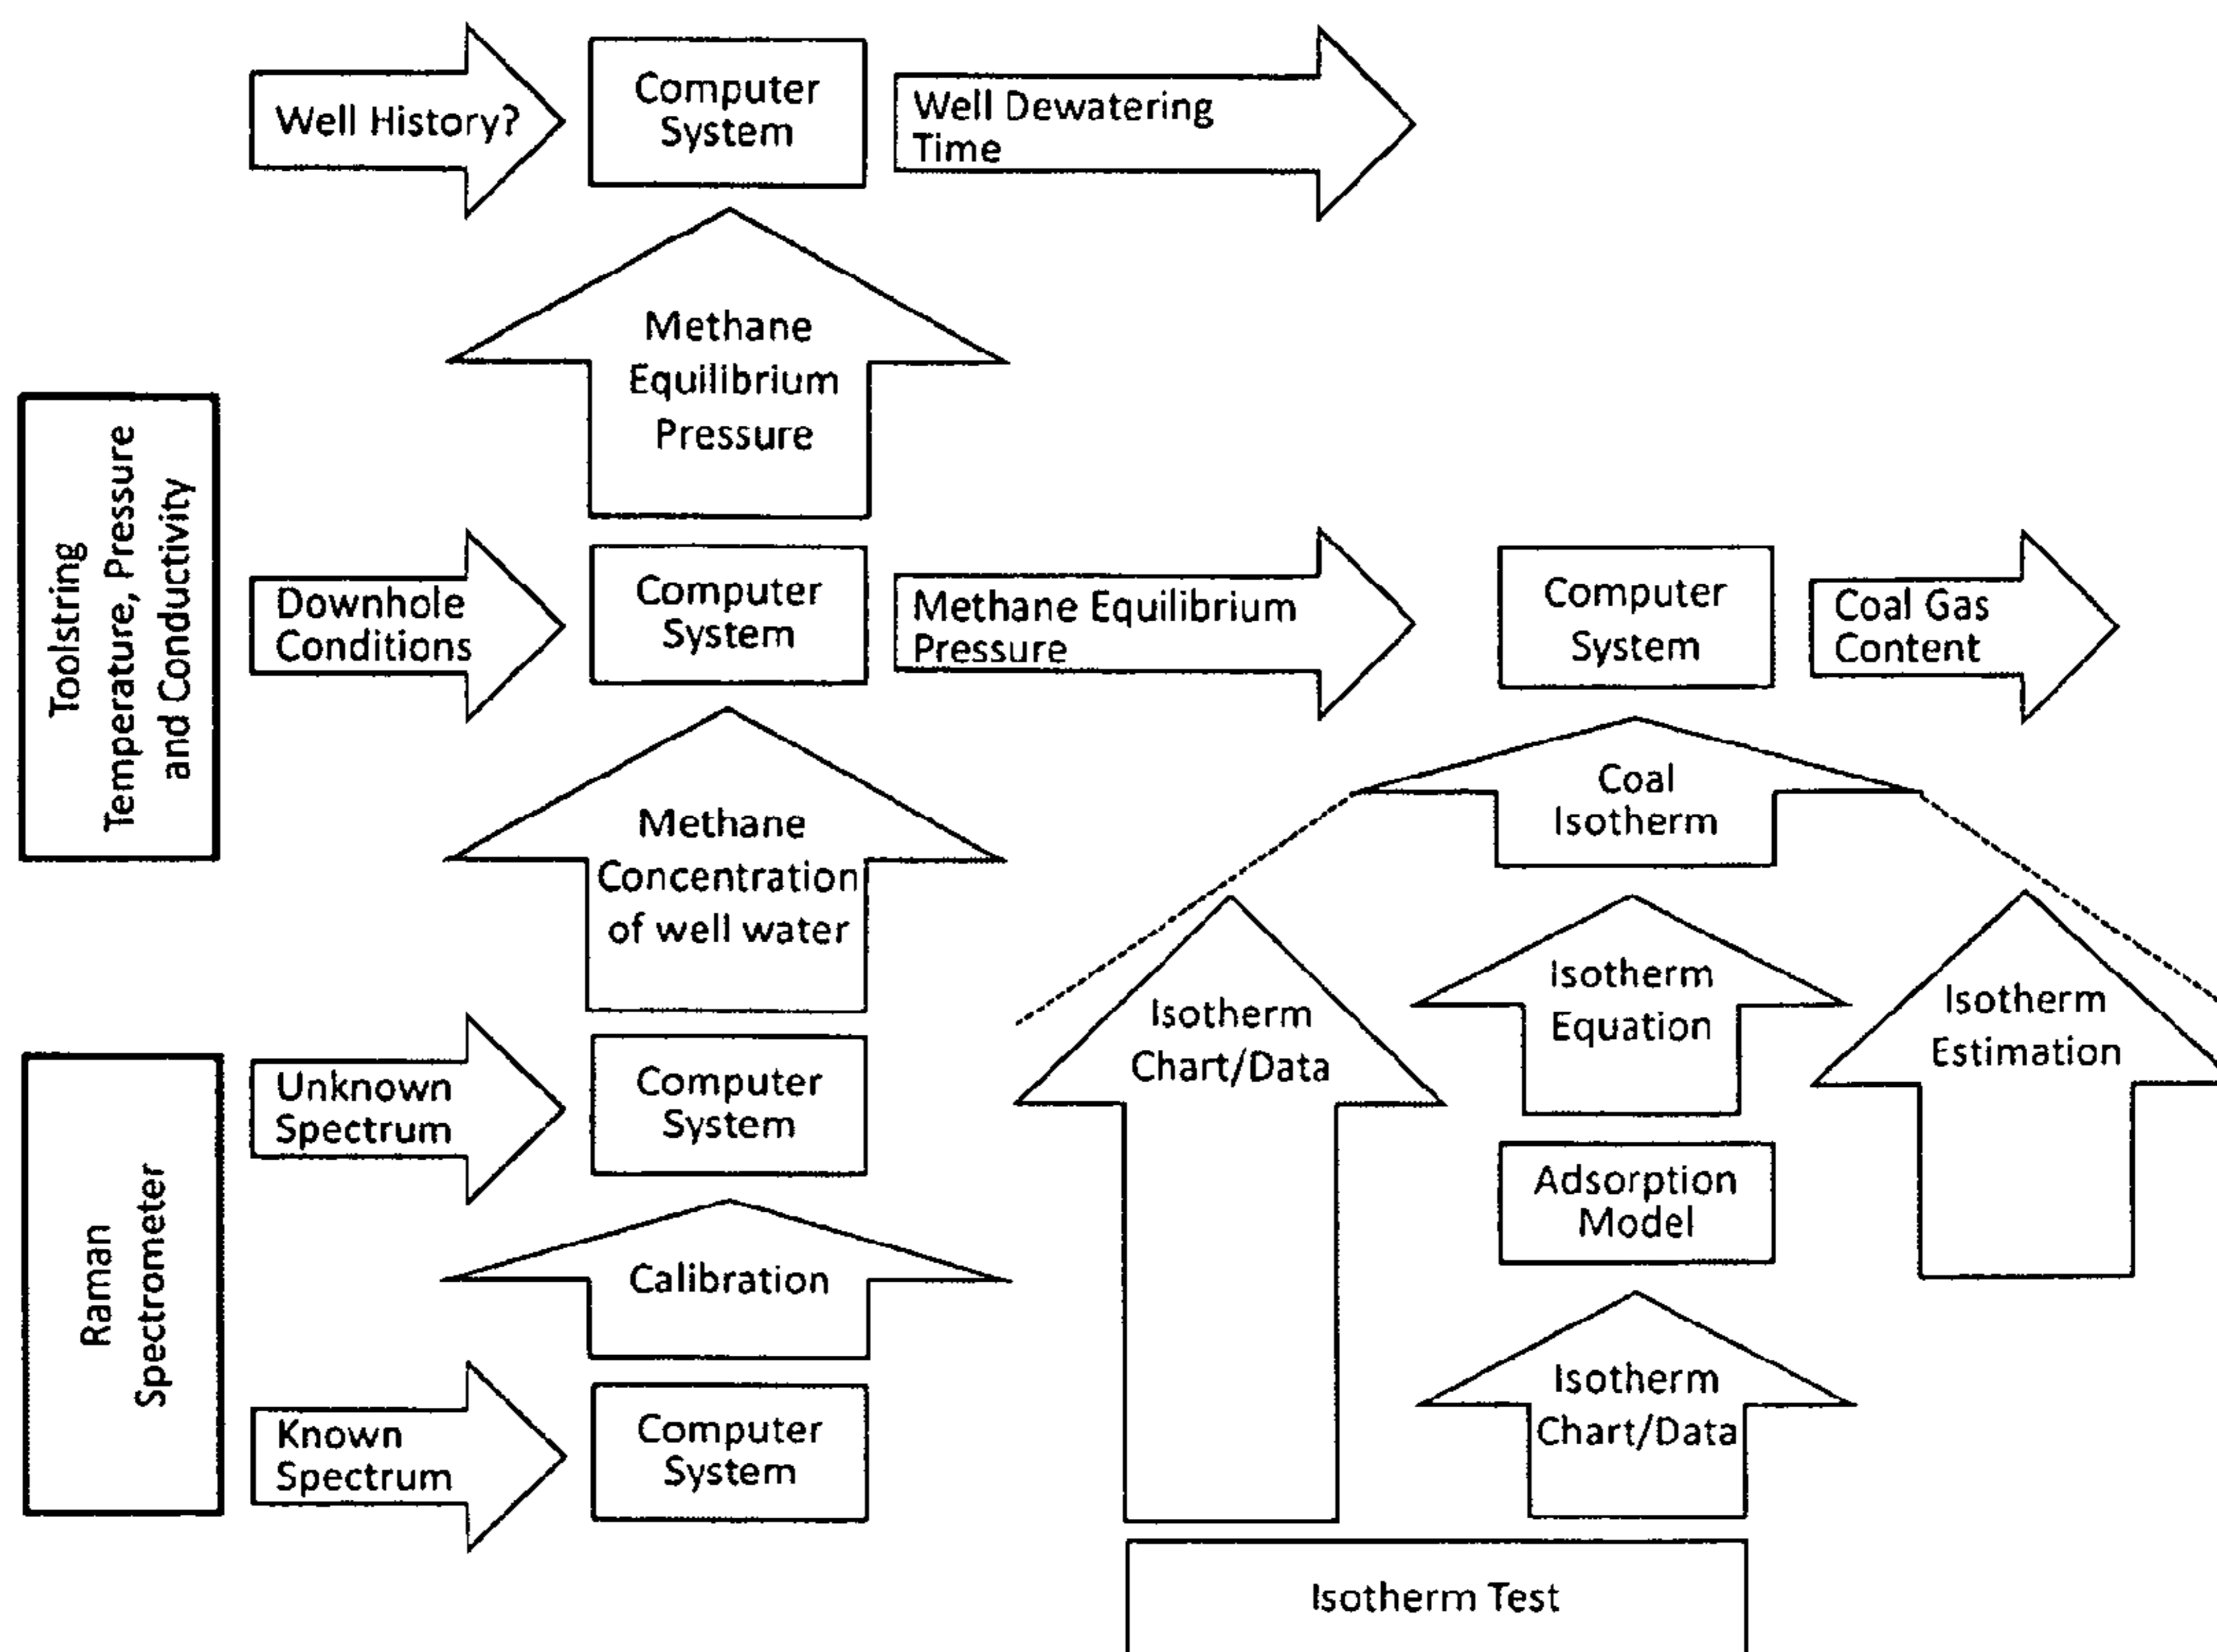 Well History?
Computer
System
Well Dewatering
Time
Methane
Equilibrium
Pressure
Toolstring
Temperature, Pressure
and Conductivity
Downhole
Conditions
Computer
System
Methane Equilibrium
Pressure
Computer
System
Coal Gas
Content
Methane
Concentration
of well water
Coal
Isotherm
Isotherm
Chart/Data
Isotherm
Equation
Isotherm
Estimation
Raman
Spectrometer
Unknown
Spectrum
Computer
System
Adsorption
Model
Calibration
Known
Spectrum
Computer
System
Isotherm
Chart/Data
Isotherm Test